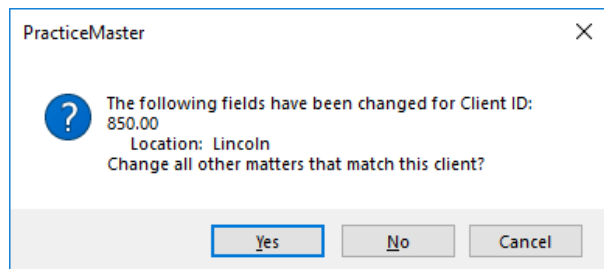 PracticeMaster
The following fields have been changed for Client ID:
850.00
Location: Lincoln
Change all other matters that match this client?
Yes
No
Cancel